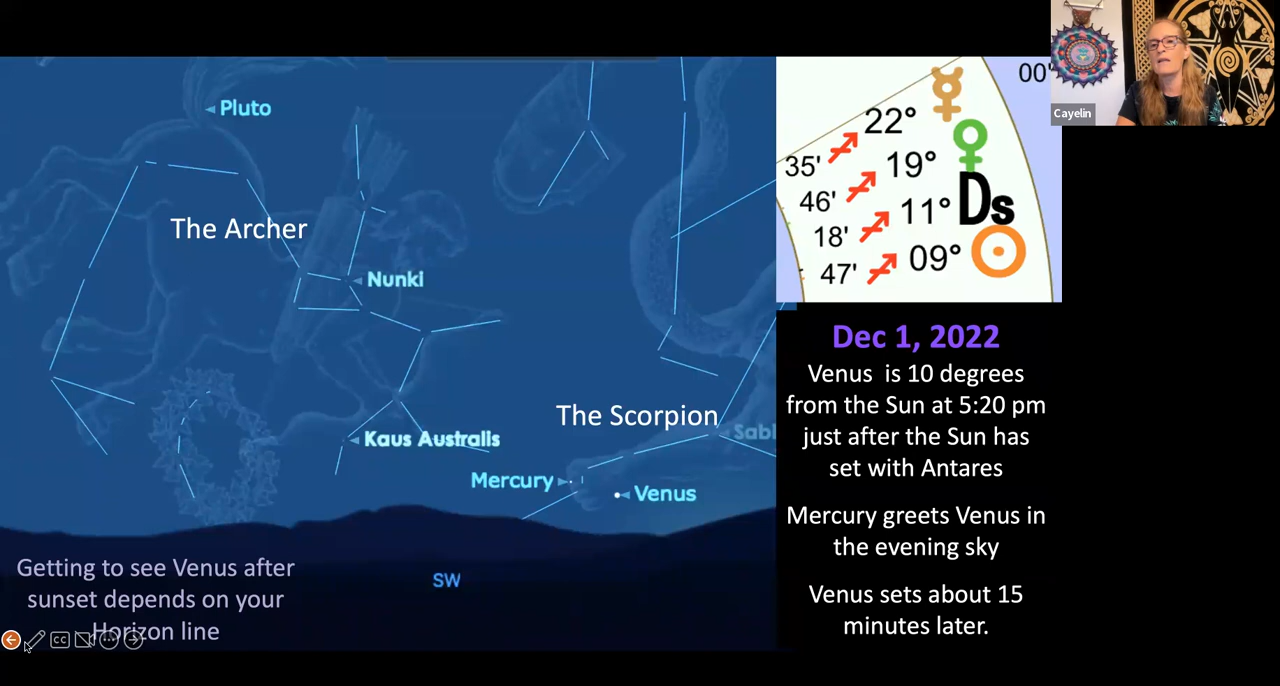 Pluto
The Archer
Nunki
The Scorpion
Kaus Australis
Mercury
Venus
SW
Getting to see Venus after
sunset depends on your
Horizon line
CC
00'
22°
35'
19°
46'
11° Ds
18'
09°
47'
Cayelin
Dec 1, 2022
Venus is 10 degrees
from the Sun at 5:20 pm
just after the Sun has
set with Antares
Mercury greets Venus in
the evening sky
Venus sets about 15
minutes later.